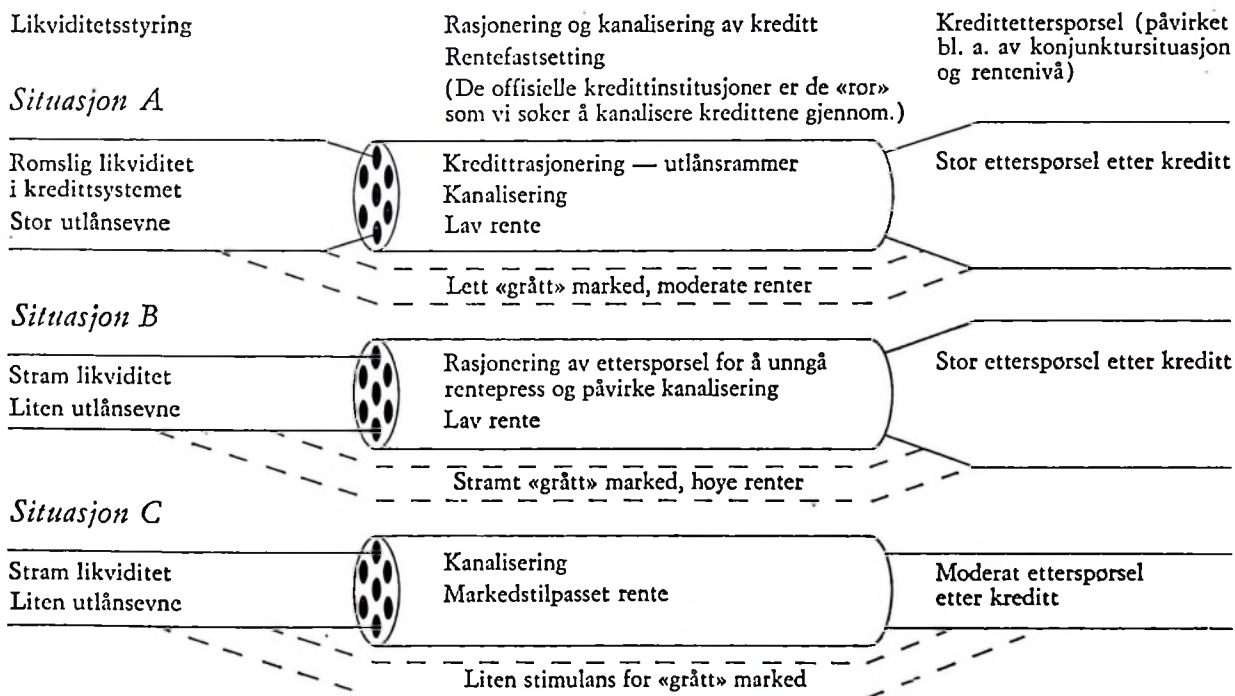 Likviditetsstyring
Rasjonering og kanalisering av kreditt
Rentefastsetting
(De offisielle kredittinstitusjoner er de «rør»
som vi søker å kanalisere kredittene gjennom.)
Kredittetterspørsel (påvirket
bl. a. av konjunktursituasjon
og rentenivå)
Situasjon A
Romslig likviditet
i kredittsystemet
Stor utlånsevne
Kredittrasjonering — utlånsrammer
Kanalisering
Lav rente
Stor etterspørsel etter kreditt
Lett «grått» marked, moderate renter
Situasjon B
Stram likviditet
Liten utlånsevne
Rasjonering av etterspørsel for å unngå
rentepress og påvirke kanalisering
Lav rente
Stor etterspørsel etter kreditt
Stramt «grått» marked, høye renter
Situasjon C
Stram likviditet
Liten utlånsevne
Kanalisering
Markedstilpasset rente
Moderat etterspørsel
etter kreditt
Liten stimulans for «grått» marked